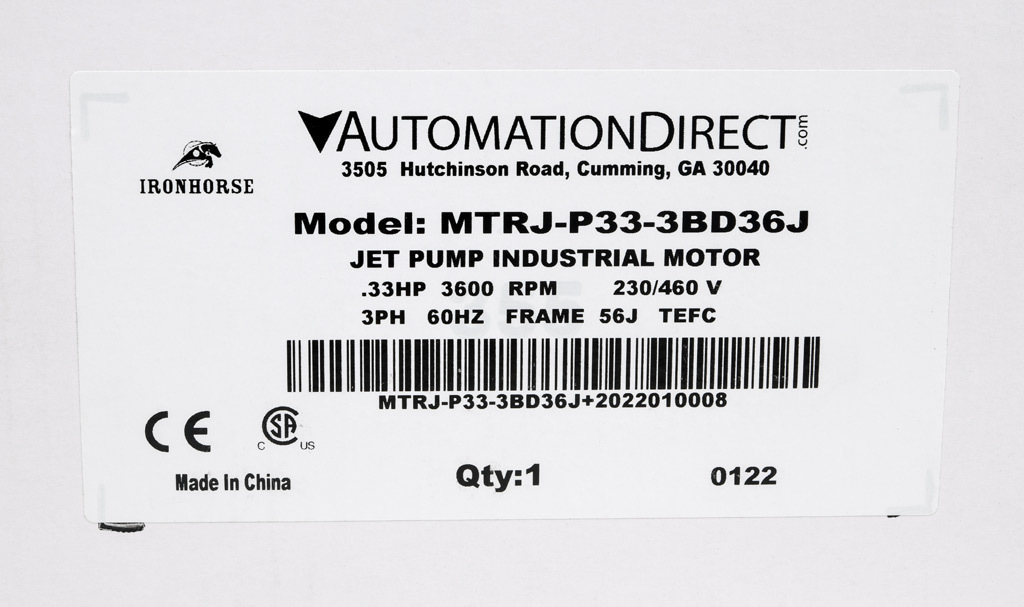 AUTOMATIONDIRECT.com
3505 Hutchinson Road, Cumming, GA 30040
IRONHORSE
Model: MTRJ-P33-3BD36J
JET PUMP INDUSTRIAL MOTOR
.33HP 3600 RPM 230/460 V
3PH 60HZ FRAME 56J TEFC
MTRJ-P33-3BD36J+2022010008
CE
C SA US
Made In China
Qty:1
0122